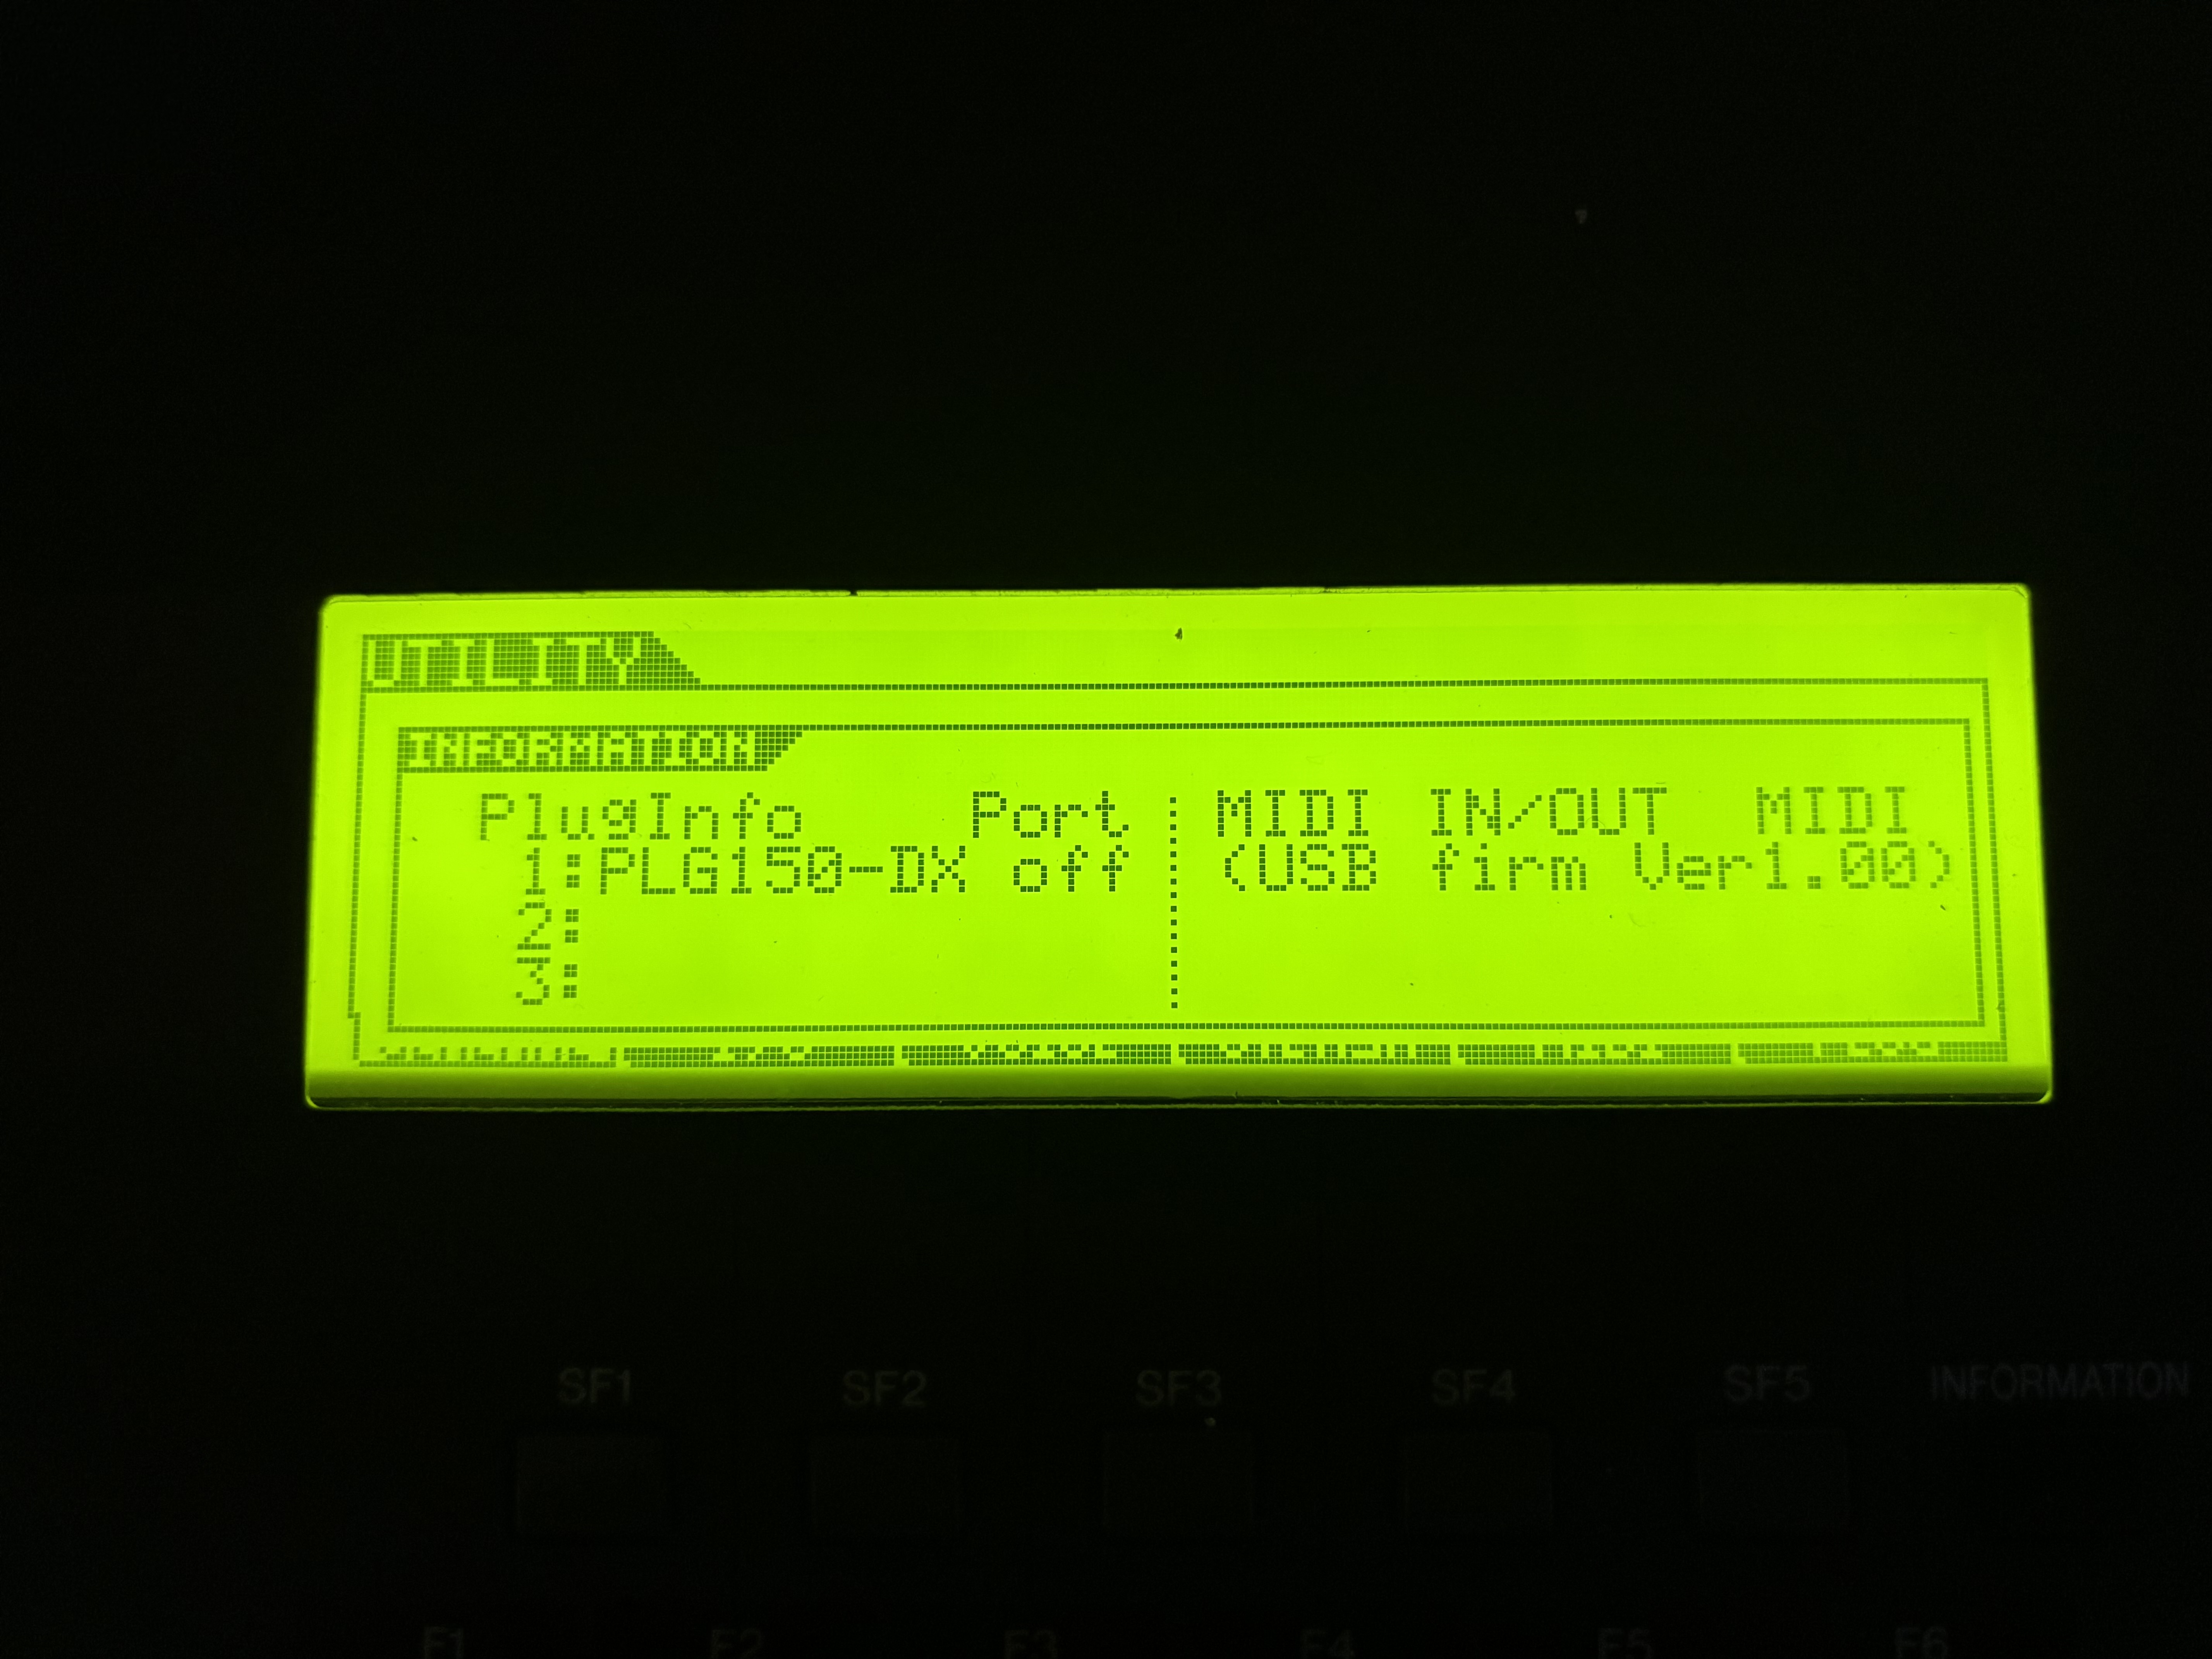 UTILITY
INFORMATION
PlugInfo Port MIDI IN/OUT MIDI
1:PLG150-DX off (USB firm Ver1.00)
2:
3:
SF1 SF2 SF3 SF4 SF5 INFORMATION
F1 F2 F3 F4 F5 F6